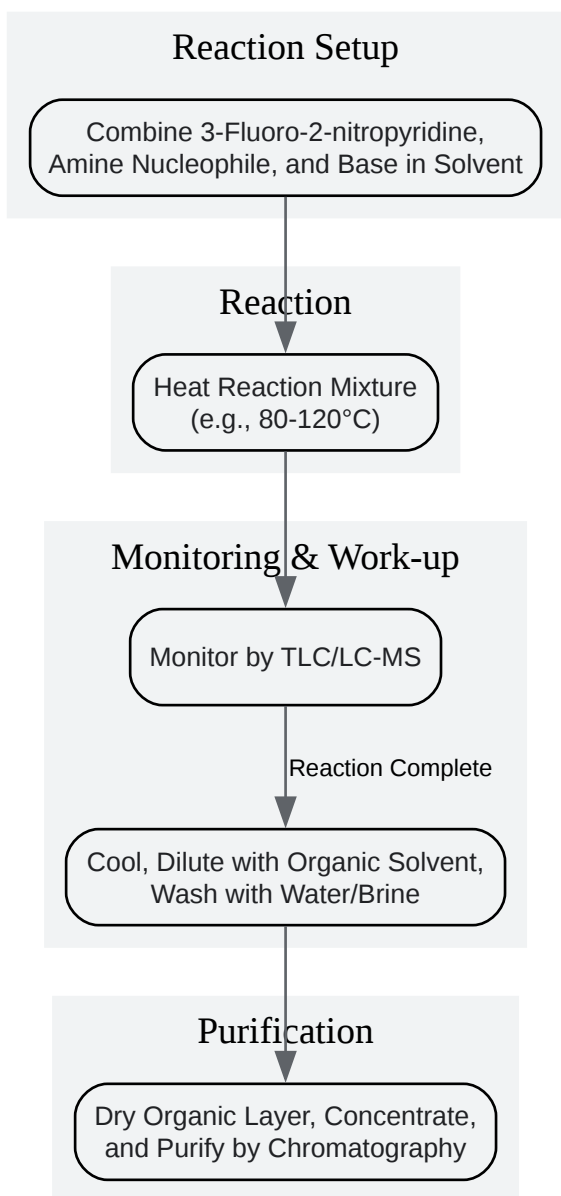 Reaction Setup
Combine 3-Fluoro-2-nitropyridine,
Amine Nucleophile, and Base in Solvent
Reaction
Heat Reaction Mixture
(e.g., 80-120°C)
Monitoring & Work-up
Monitor by TLC/LC-MS
Reaction Complete
Cool, Dilute with Organic Solvent,
Wash with Water/Brine
Purification
Dry Organic Layer, Concentrate,
and Purify by Chromatography